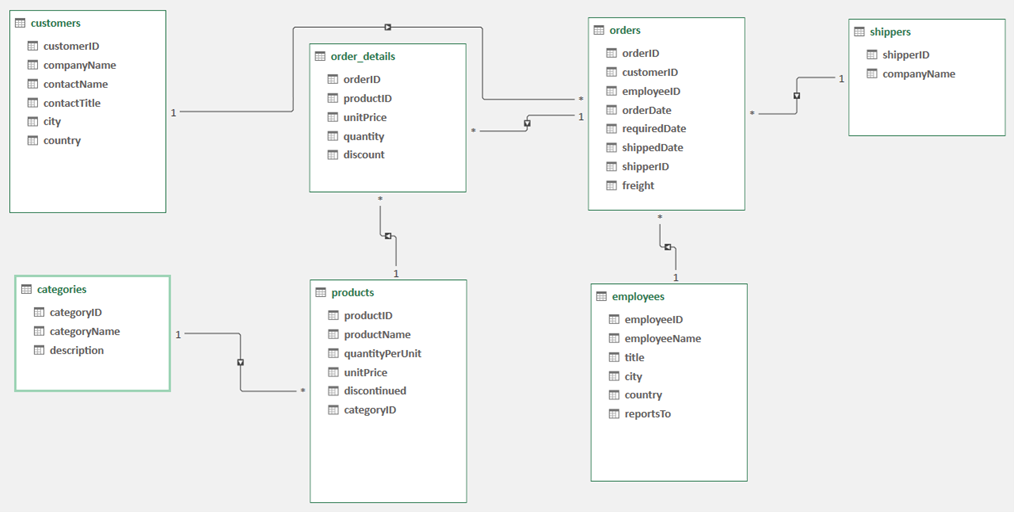 customers
customerID
companyName
contactName
contactTitle
city
country
order_details
orderID
productID
unitPrice
quantity
discount
orders
orderID
customerID
employeeID
orderDate
requiredDate
shippedDate
shipperID
freight
shippers
shipperID
companyName
1
*
*
1
*
1
*
1
*
1
categories
categoryID
categoryName
description
1
*
products
productID
productName
quantityPerUnit
unitPrice
discontinued
categoryID
employees
employeeID
employeeName
title
city
country
reportsTo